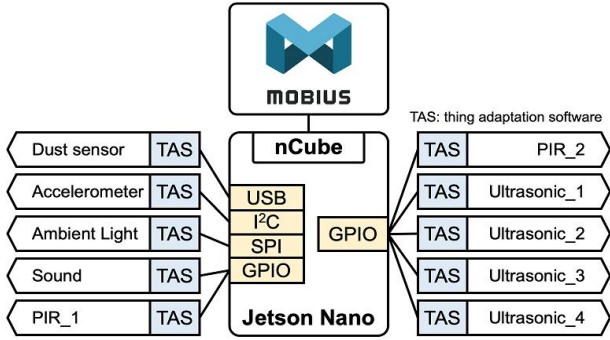 MOBIUS
TAS: thing adaptation software
nCube
Dust sensor TAS
Accelerometer TAS
Ambient Light TAS
Sound TAS
PIR_1 TAS
USB
I²C
SPI
GPIO
GPIO
Jetson Nano
TAS PIR_2
TAS Ultrasonic_1
TAS Ultrasonic_2
TAS Ultrasonic_3
TAS Ultrasonic_4